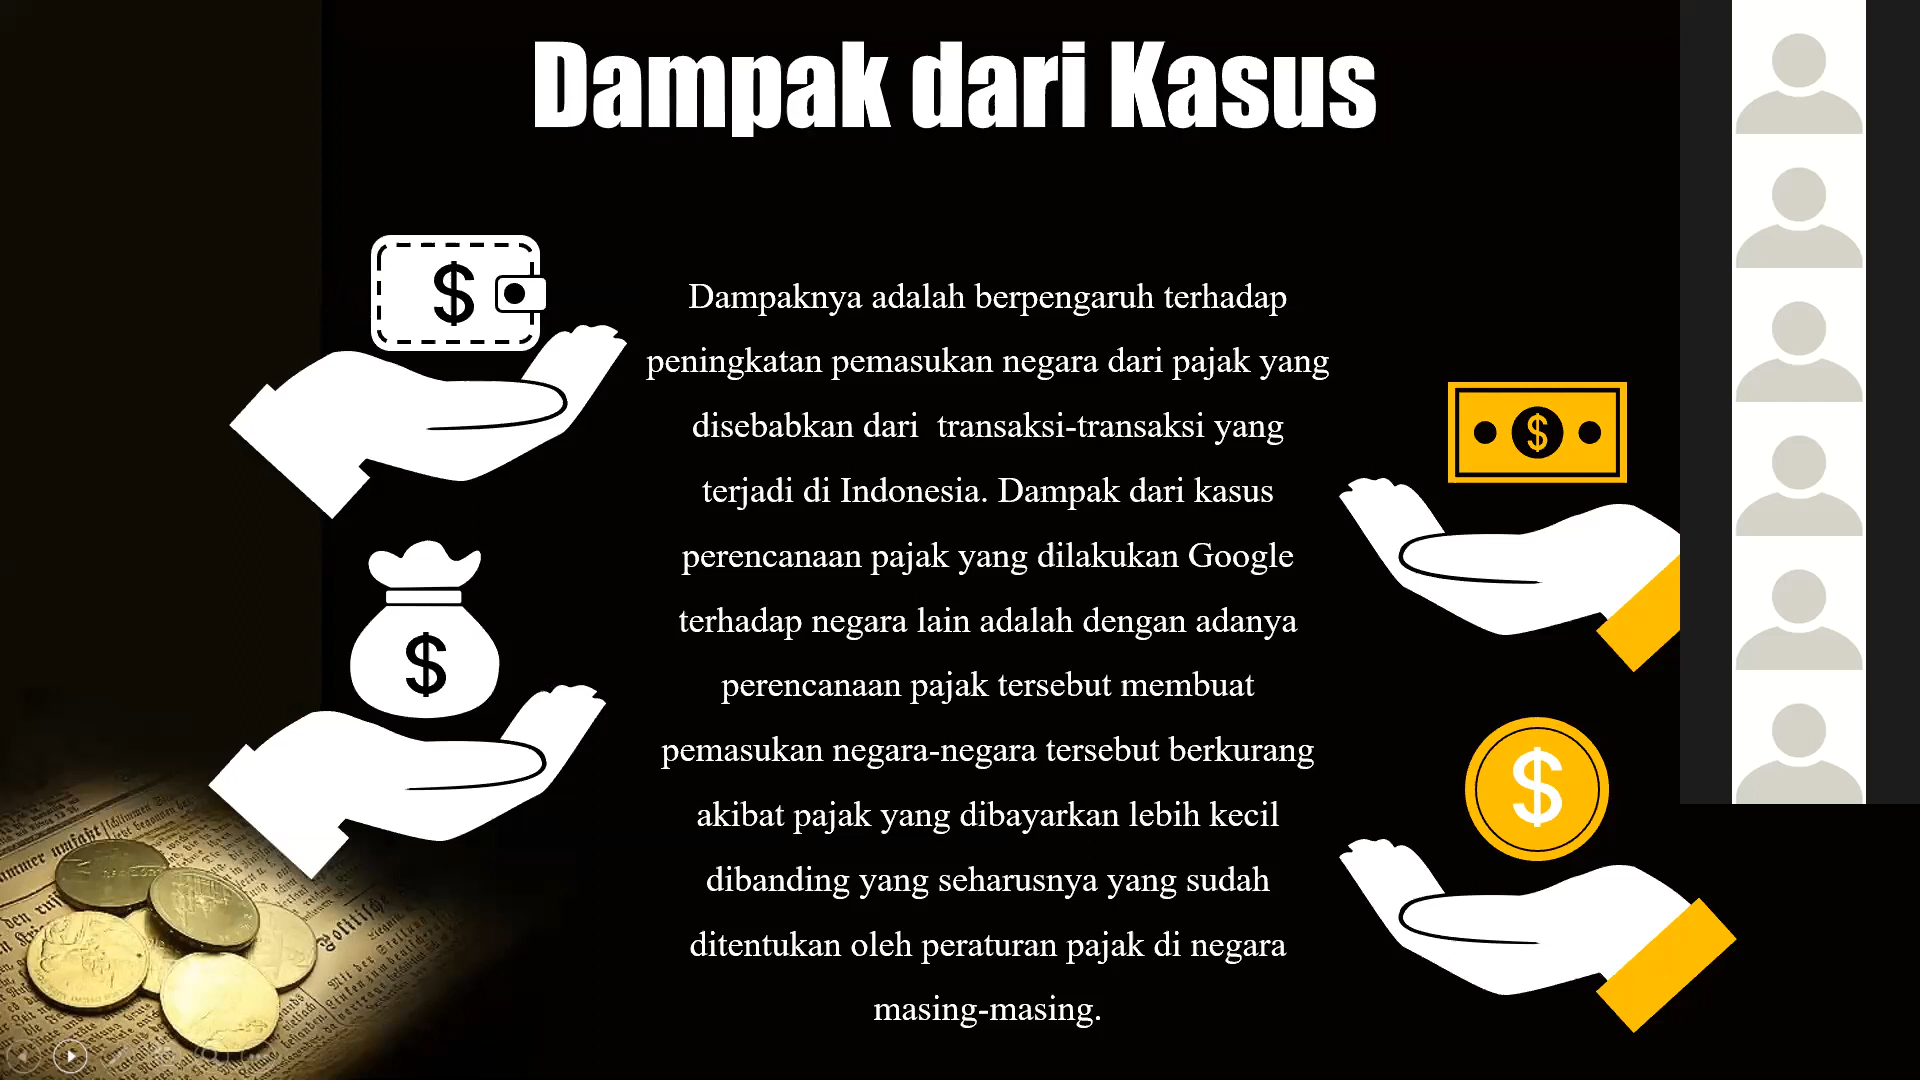 Dampak dari Kasus
Dampaknya adalah berpengaruh terhadap
peningkatan pemasukan negara dari pajak yang
disebabkan dari  transaksi-transaksi yang
terjadi di Indonesia. Dampak dari kasus
perencanaan pajak yang dilakukan Google
terhadap negara lain adalah dengan adanya
perencanaan pajak tersebut membuat
pemasukan negara-negara tersebut berkurang
akibat pajak yang dibayarkan lebih kecil
dibanding yang seharusnya yang sudah
ditentukan oleh peraturan pajak di negara
masing-masing.
$
$
$
$